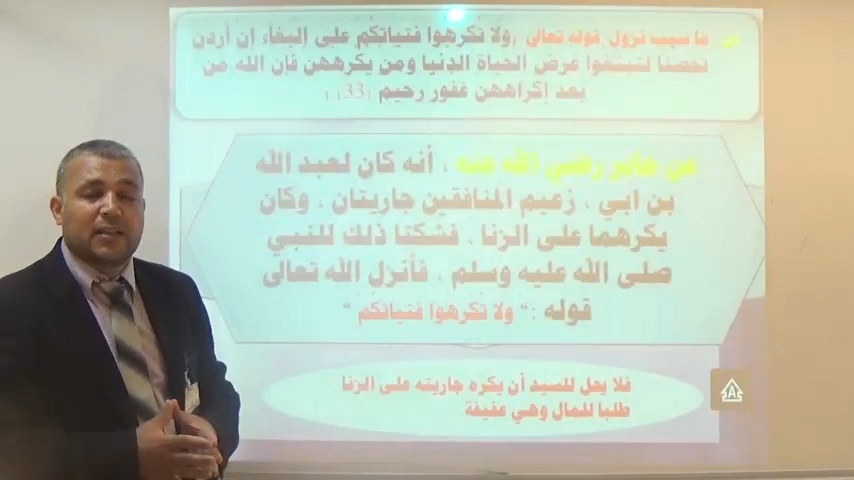 ما سبب نزول قوله تعالى (ولا تكرهوا فتياتكم على البغاء ان أردن
تحصنا لتبتغوا عرض الحياة الدنيا ومن يكرههن فإن الله من
بعد إكراههن غفور رحيم (33))
عن جابر رضي الله عنه ، أنه كان لعبد الله
بن ابي ، زعيم المنافقين جاريتان ، وكان
يكرهما على الزنا ، فشكتا ذلك للنبي
صلى الله عليه وسلم ، فأنزل الله تعالى
قوله :" ولا تكرهوا فتياتكم "
فلا يحل للسيد أن يكره جاريته على الزنا
طلبا للمال وهي عفيفة
A